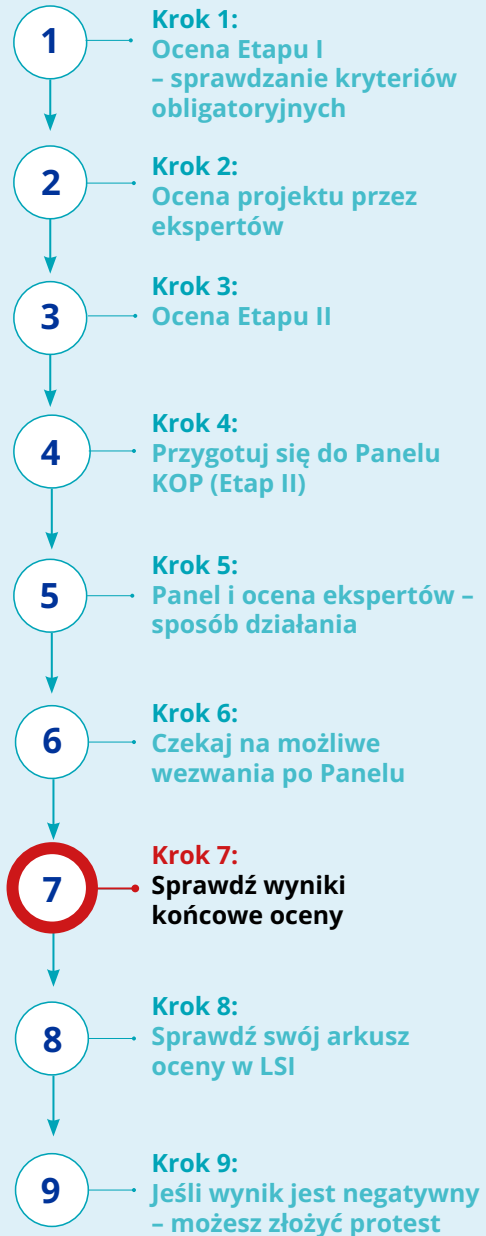 1
Krok 1:
Ocena Etapu I
– sprawdzanie kryteriów
obligatoryjnych
2
Krok 2:
Ocena projektu przez
ekspertów
3
Krok 3:
Ocena Etapu II
4
Krok 4:
Przygotuj się do Panelu
KOP (Etap II)
5
Krok 5:
Panel i ocena ekspertów –
sposób działania
6
Krok 6:
Czekaj na możliwe
wezwania po Panelu
7
Krok 7:
Sprawdź wyniki
końcowe oceny
8
Krok 8:
Sprawdź swój arkusz
oceny w LSI
9
Krok 9:
Jeśli wynik jest negatywny
– możesz złożyć protest